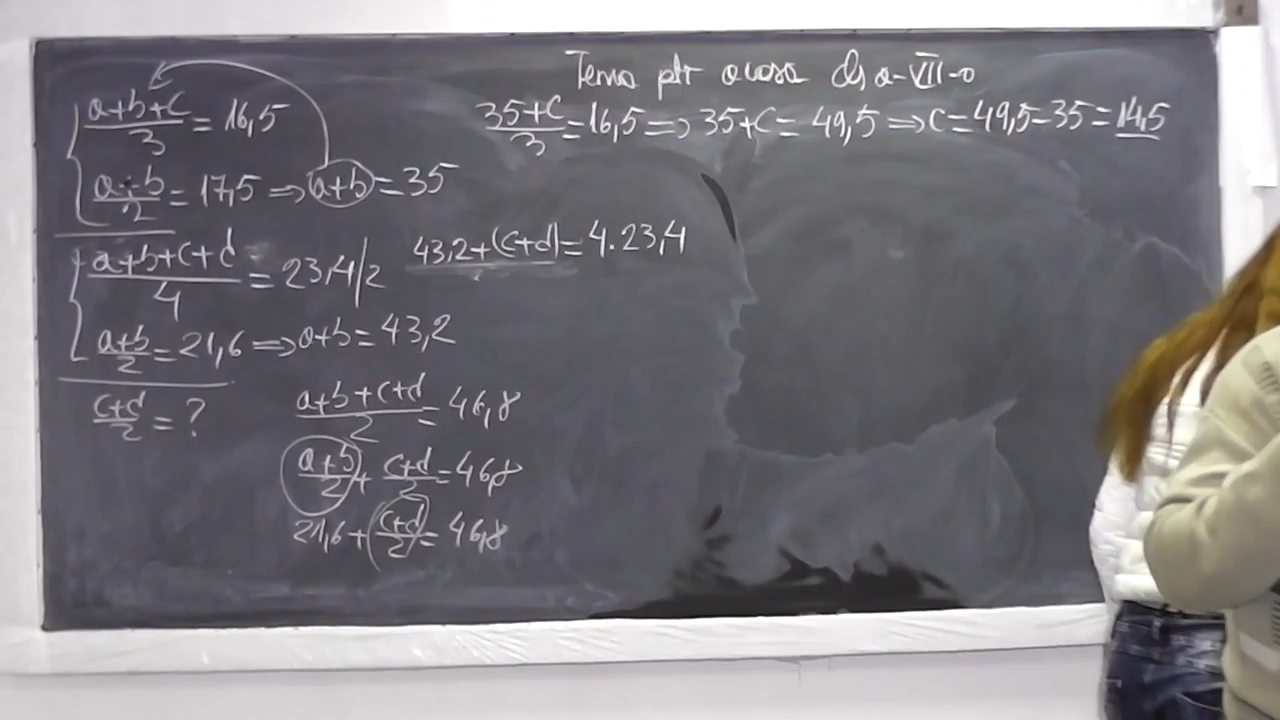 Tema ptr acasa cls a-VII-a
(a+b+c)/3 = 16,5
(35+c)/3 = 16,5 => 35+c = 49,5 => c = 49,5-35 = 14,5
(a+b)/2 = 17,5 => a+b = 35
(a+b+c+d)/4 = 23,4 /2
43,2+(c+d) = 4.23,4
(a+b)/2 = 21,6 => a+b = 43,2
(c+d)/2 = ?
(a+b+c+d)/2 = 46,8
(a+b)/2 + (c+d)/2 = 46,8
21,6 + (c+d)/2 = 46,8